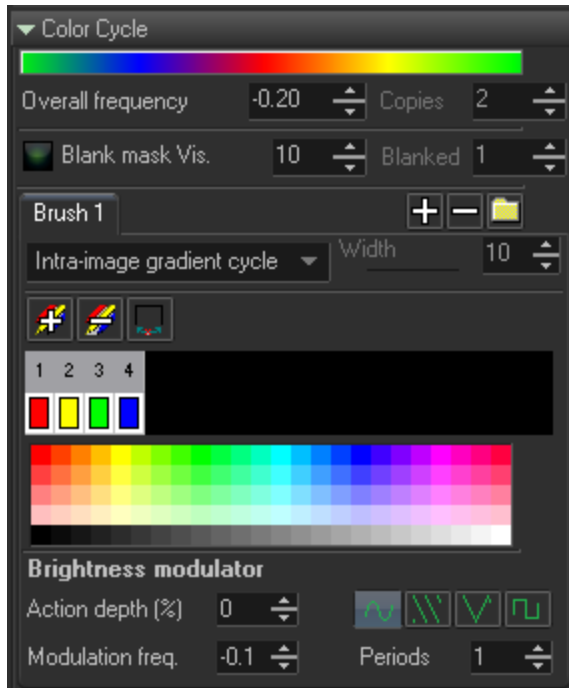 Color Cycle
Overall frequency -0.20 Copies 2
Blank mask Vis. 10 Blanked 1
Brush 1
Intra-image gradient cycle Width 10
1 2 3 4
Brightness modulator
Action depth (%) 0
Modulation freq. -0.1 Periods 1